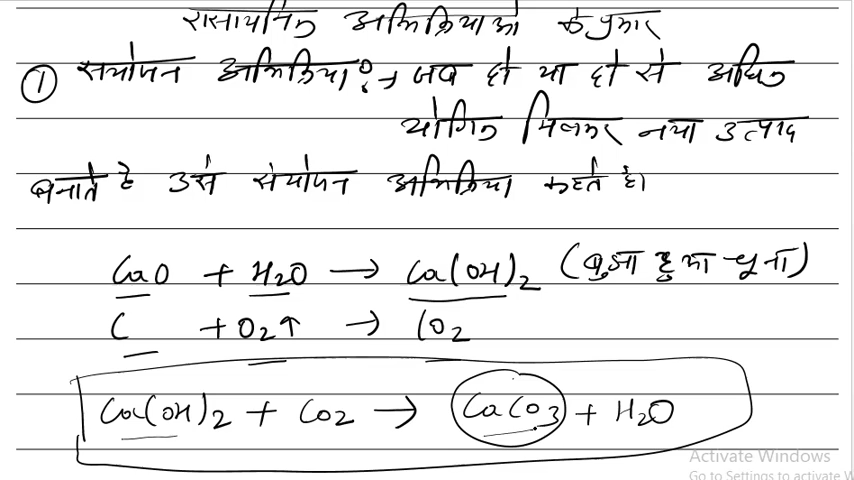 रासायनिक अभिक्रियाओ के प्रकार
① सयोजन अभिक्रिया :→ जब दो या दो से अधिक
योगिक मिलकर नया उत्पाद
बनाते है उसे संयोजन अभिक्रिया कहते है।
CaO + H₂O → Ca(OH)₂ (बुझा हुआ चूना)
C + O₂↑ → CO₂
Ca(OH)₂ + CO₂ → CaCO₃ + H₂O
Activate Windows
Go to Settings to activate W